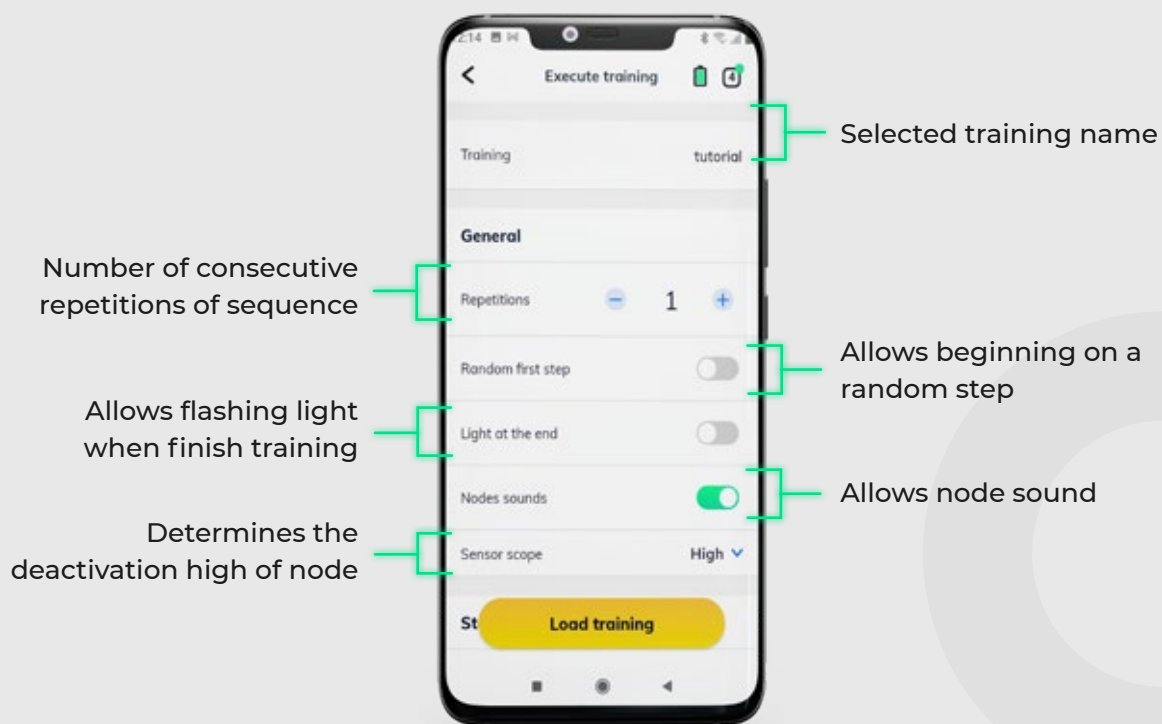 2:14
Execute training
4
Selected training name
Training
tutorial
General
Number of consecutive
repetitions of sequence
Repetitions
− 1 +
Allows beginning on a
random step
Random first step
Allows flashing light
when finish training
Light at the end
Allows node sound
Nodes sounds
Determines the
deactivation high of node
Sensor scope
High
St
Load training